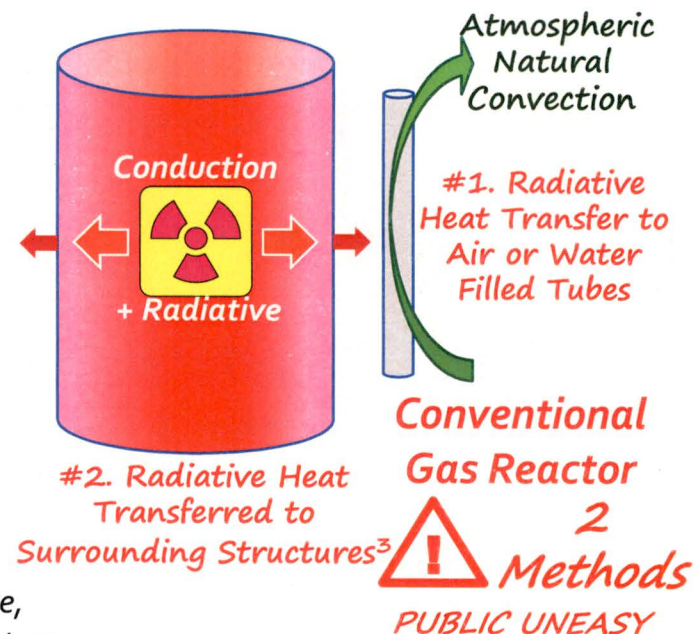 Atmospheric
Natural
Convection
Conduction
+ Radiative
#1. Radiative
Heat Transfer to
Air or Water
Filled Tubes
#2. Radiative Heat
Transferred to
Surrounding Structures³
Conventional
Gas Reactor
2
!
Methods
PUBLIC UNEASY
e,